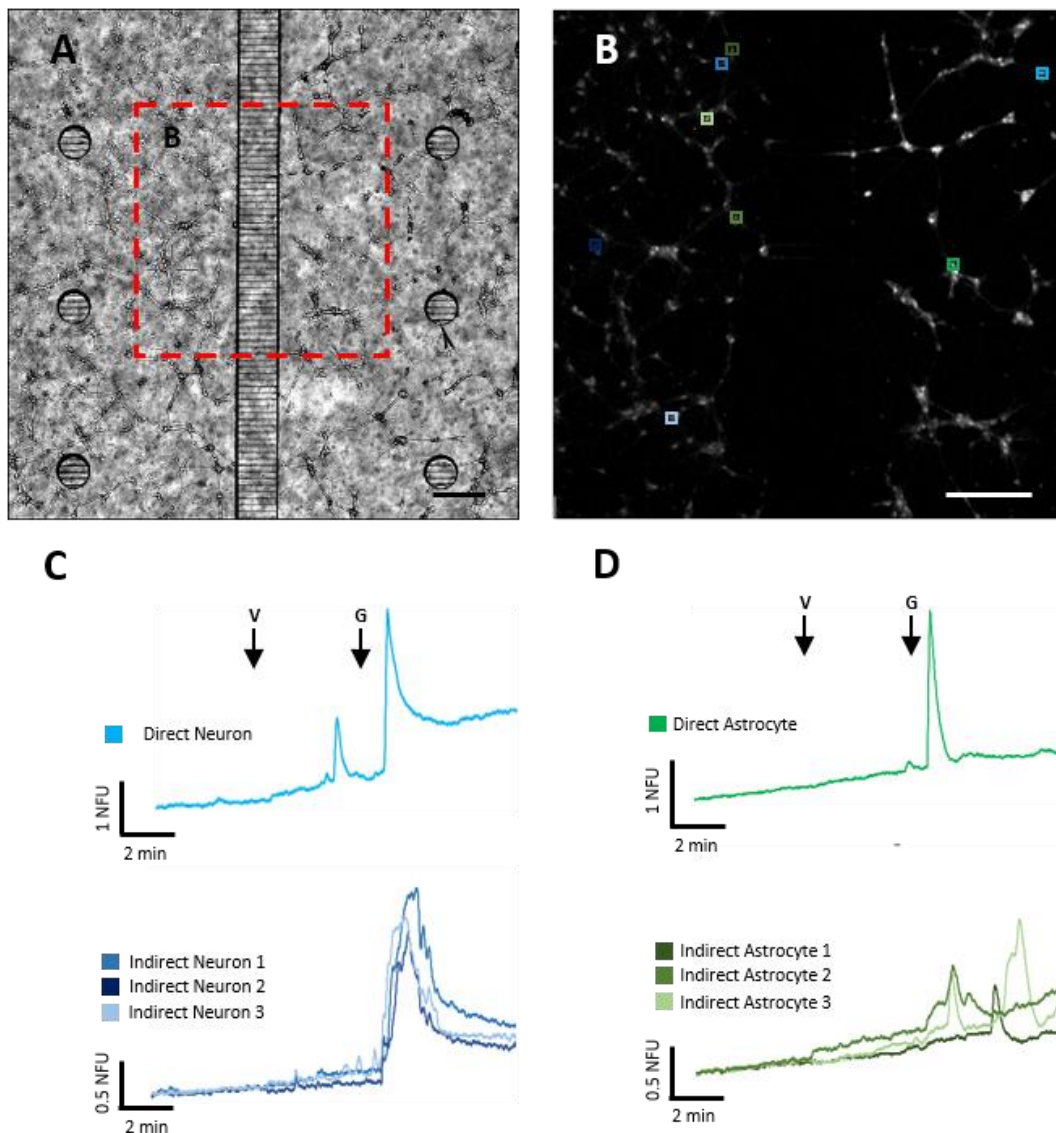 A
B
B
C
D
V
G
V
G
Direct Neuron
Direct Astrocyte
1 NFU
2 min
1 NFU
2 min
Indirect Neuron 1
Indirect Neuron 2
Indirect Neuron 3
Indirect Astrocyte 1
Indirect Astrocyte 2
Indirect Astrocyte 3
0.5 NFU
2 min
0.5 NFU
2 min